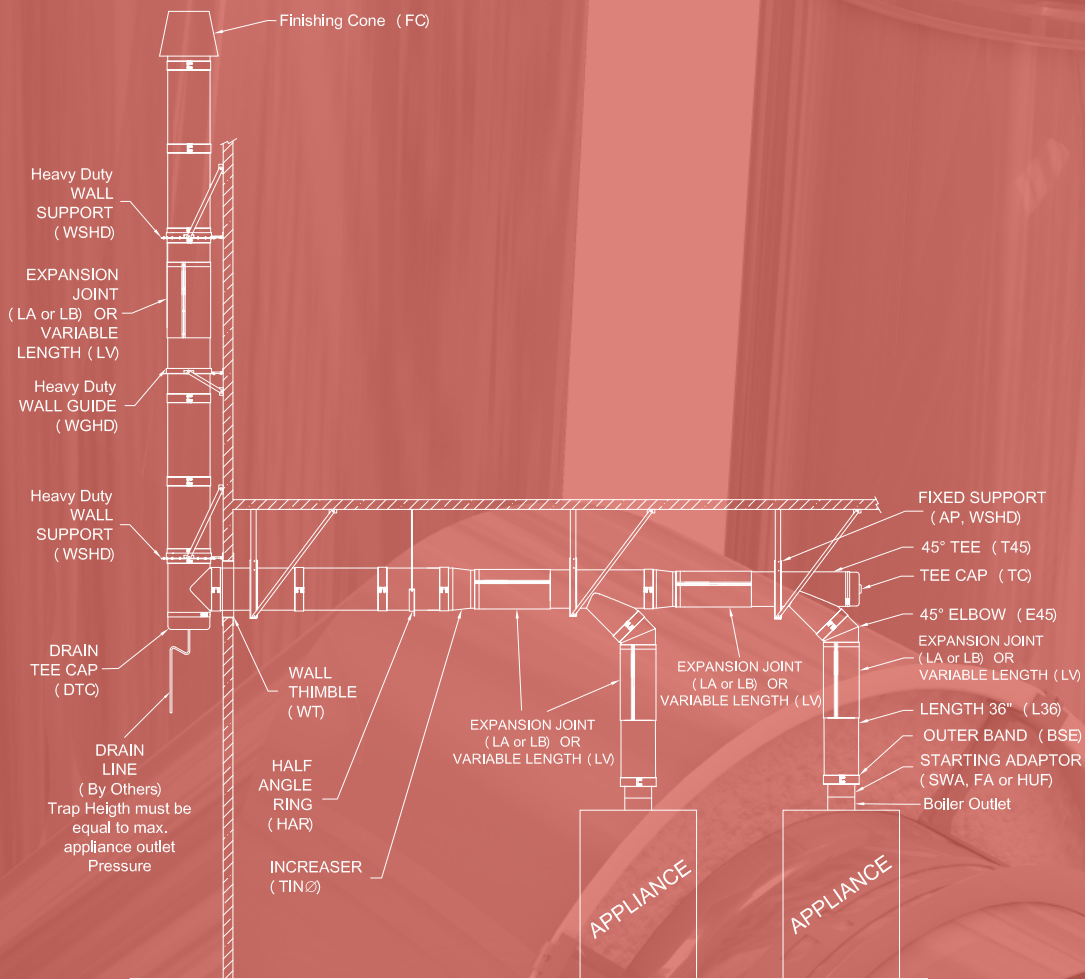 Finishing Cone (FC)
Heavy Duty
WALL
SUPPORT
(WSHD)
EXPANSION
JOINT
(LA or LB) OR
VARIABLE
LENGTH (LV)
Heavy Duty
WALL GUIDE
(WGHD)
Heavy Duty
WALL
SUPPORT
(WSHD)
DRAIN
TEE CAP
(DTC)
DRAIN
LINE
(By Others)
Trap Heigth must be
equal to max.
appliance outlet
Pressure
WALL
THIMBLE
(WT)
HALF
ANGLE
RING
(HAR)
INCREASER
(TIN∅)
EXPANSION JOINT
(LA or LB) OR
VARIABLE LENGTH (LV)
EXPANSION JOINT
(LA or LB) OR
VARIABLE LENGTH (LV)
FIXED SUPPORT
(AP, WSHD)
45° TEE (T45)
TEE CAP (TC)
45° ELBOW (E45)
EXPANSION JOINT
(LA or LB) OR
VARIABLE LENGTH (LV)
LENGTH 36" (L36)
OUTER BAND (BSE)
STARTING ADAPTOR
(SWA, FA or HUF)
Boiler Outlet
APPLIANCE
APPLIANCE